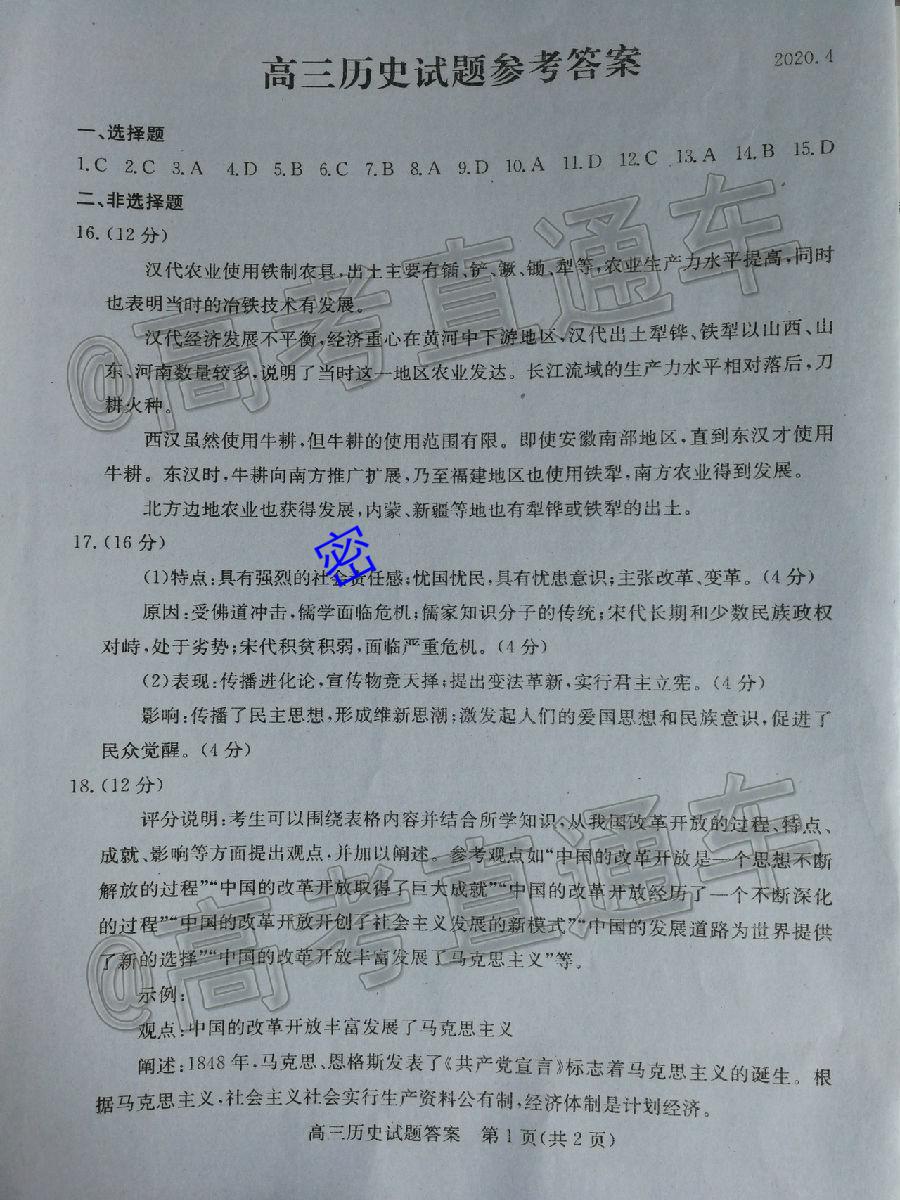 高三历史试题参考答案
2020.4
一、选择题
1.C 2.C 3.A 4.D 5.B 6.C 7.B 8.A 9.D 10.A 11.D 12.C 13.A 14.B 15.D
二、非选择题
16.(12分)
汉代农业使用铁制农具,出土主要有锸、铲、镢、锄、犁等,农业生产力水平提高,同时
也表明当时的冶铁技术有发展。
汉代经济发展不平衡,经济重心在黄河中下游地区,汉代出土犁铧、铁犁以山西、山
东、河南数量较多,说明了当时这一地区农业发达。长江流域的生产力水平相对落后,刀
耕火种。
西汉虽然使用牛耕,但牛耕的使用范围有限。即使安徽南部地区,直到东汉才使用
牛耕。东汉时,牛耕向南方推广扩展,乃至福建地区也使用铁犁,南方农业得到发展。
北方边地农业也获得发展,内蒙、新疆等地也有犁铧或铁犁的出土。
17.(16分)
(1)特点:具有强烈的社会责任感;忧国忧民,具有忧患意识;主张改革、变革。(4分)
原因:受佛道冲击,儒学面临危机;儒家知识分子的传统;宋代长期和少数民族政权
对峙,处于劣势;宋代积贫积弱,面临严重危机。(4分)
(2)表现:传播进化论,宣传物竞天择;提出变法革新,实行君主立宪。(4分)
影响:传播了民主思想,形成维新思潮;激发起人们的爱国思想和民族意识,促进了
民众觉醒。(4分)
18.(12分)
评分说明:考生可以围绕表格内容并结合所学知识,从我国改革开放的过程、特点、
成就、影响等方面提出观点,并加以阐述。参考观点如“中国的改革开放是一个思想不断
解放的过程”“中国的改革开放取得了巨大成就”“中国的改革开放经历了一个不断深化
的过程”“中国的改革开放开创了社会主义发展的新模式”“中国的发展道路为世界提供
了新的选择”“中国的改革开放丰富发展了马克思主义”等。
示例:
观点:中国的改革开放丰富发展了马克思主义
阐述:1848年,马克思、恩格斯发表了《共产党宣言》标志着马克思主义的诞生。根
据马克思主义,社会主义社会实行生产资料公有制,经济体制是计划经济。
高三历史试题答案 第1页(共2页)
@高考直通车
密
@高考直通车